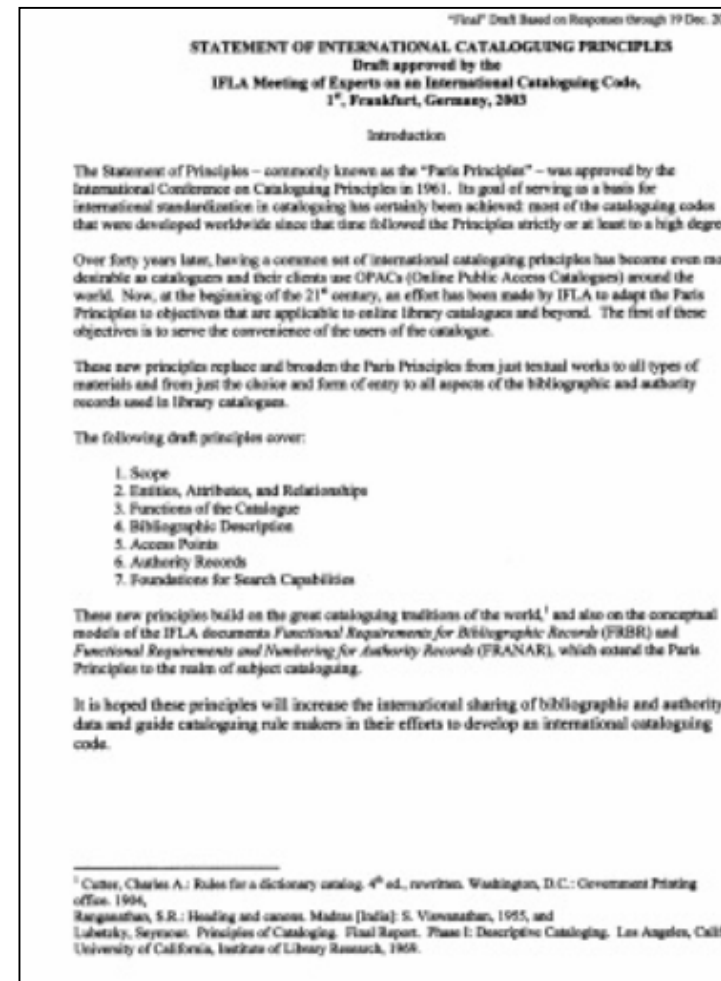 "Final" Draft Based on Responses through 19 Dec. 20
STATEMENT OF INTERNATIONAL CATALOGUING PRINCIPLES
Draft approved by the
IFLA Meeting of Experts on an International Cataloguing Code,
1st, Frankfurt, Germany, 2003
Introduction
The Statement of Principles – commonly known as the "Paris Principles" – was approved by the
International Conference on Cataloguing Principles in 1961. Its goal of serving as a basis for
international standardization in cataloguing has certainly been achieved: most of the cataloguing codes
that were developed worldwide since that time followed the Principles strictly or at least to a high degre
Over forty years later, having a common set of international cataloguing principles has become even mo
desirable as cataloguers and their clients use OPACs (Online Public Access Catalogues) around the
world. Now, at the beginning of the 21st century, an effort has been made by IFLA to adapt the Paris
Principles to objectives that are applicable to online library catalogues and beyond. The first of these
objectives is to serve the convenience of the users of the catalogue.
These new principles replace and broaden the Paris Principles from just textual works to all types of
materials and from just the choice and form of entry to all aspects of the bibliographic and authority
records used in library catalogues.
The following draft principles cover:
1. Scope
2. Entities, Attributes, and Relationships
3. Functions of the Catalogue
4. Bibliographic Description
5. Access Points
6. Authority Records
7. Foundations for Search Capabilities
These new principles build on the great cataloguing traditions of the world,1 and also on the conceptual
models of the IFLA documents Functional Requirements for Bibliographic Records (FRBR) and
Functional Requirements and Numbering for Authority Records (FRANAR), which extend the Paris
Principles to the realm of subject cataloguing.
It is hoped these principles will increase the international sharing of bibliographic and authority
data and guide cataloguing rule makers in their efforts to develop an international cataloguing
code.
1 Cutter, Charles A.: Rules for a dictionary catalog. 4th ed., rewritten. Washington, D.C.: Government Printing
office. 1904,
Ranganathan, S.R.: Heading and canons. Madras [India]: S. Viswanathan, 1955, and
Lubetzky, Seymour. Principles of Cataloging. Final Report. Phase I: Descriptive Cataloging. Los Angeles, Calif
University of California, Institute of Library Research, 1969.